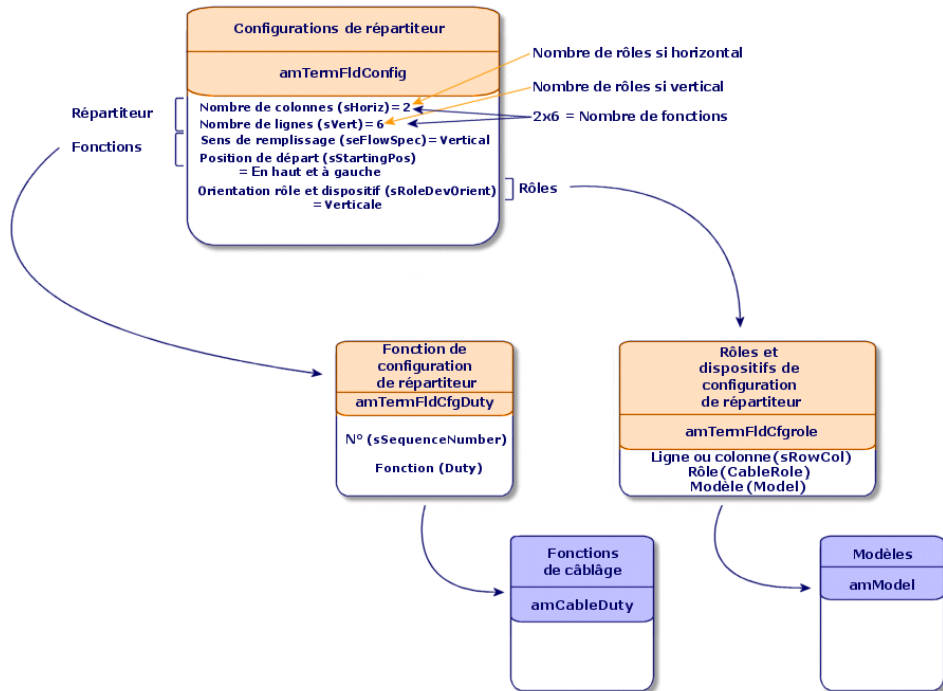 Configurations de répartiteur
amTermFldConfig
Nombre de colonnes (sHoriz)= 2
Nombre de lignes (sVert)= 6
Sens de remplissage (seFlowSpec)= Vertical
Position de départ (sStartingPos)
= En haut et à gauche
Orientation rôle et dispositif (sRoleDevOrient)
= Verticale
Répartiteur
Fonctions
Nombre de rôles si horizontal
Nombre de rôles si vertical
2x6 = Nombre de fonctions
Rôles
Fonction de
configuration
de répartiteur
amTermFldCfgDuty
N° (sSequenceNumber)
Fonction (Duty)
Rôles et
dispositifs de
configuration
de répartiteur
amTermFldCfgrole
Ligne ou colonne(sRowCol)
Rôle(CableRole)
Modèle(Model)
Fonctions
de câblâge
amCableDuty
Modèles
amModel